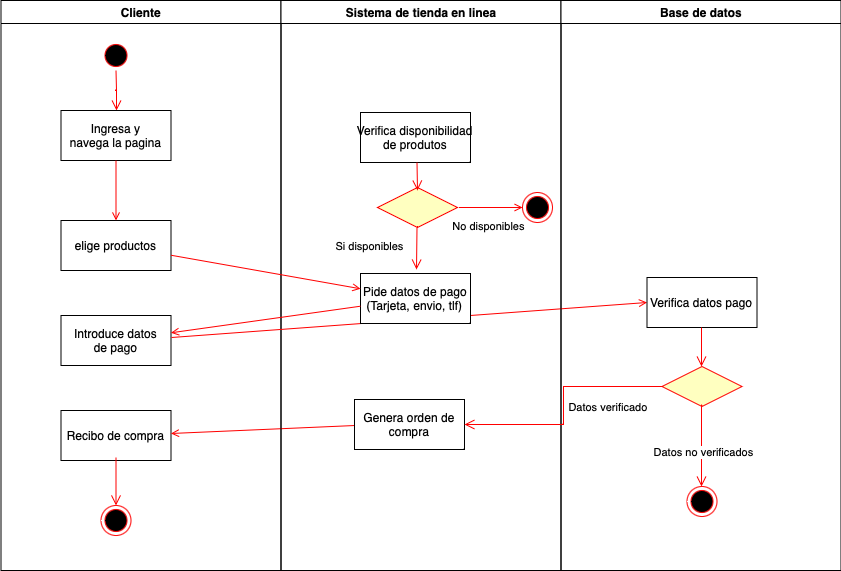 Cliente
Sistema de tienda en linea
Base de datos
Ingresa y
navega la pagina
Verifica disponibilidad
de produtos
No disponibles
elige productos
Si disponibles
Pide datos de pago
(Tarjeta, envio, tlf)
Verifica datos pago
Introduce datos
de pago
Datos verificado
Genera orden de
compra
Recibo de compra
Datos no verificados